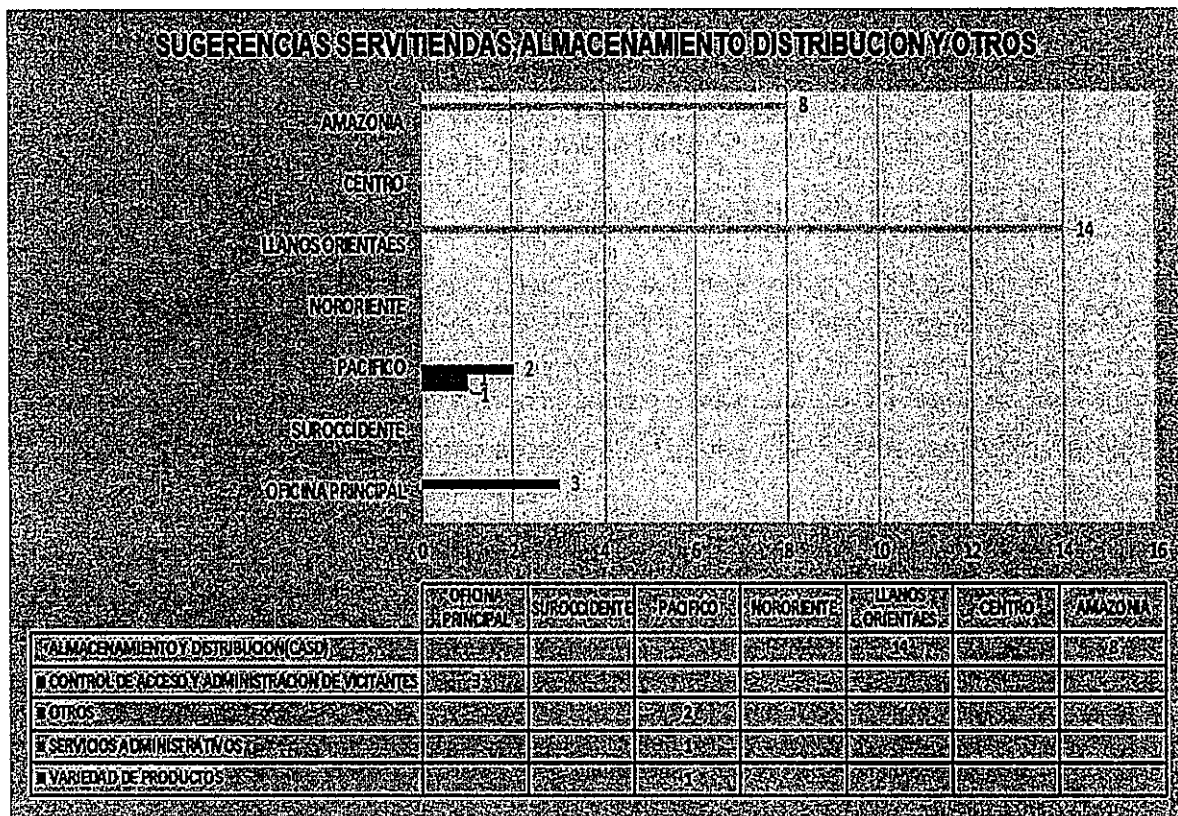 SUGERENCIAS SERVITIENDAS, ALMACENAMIENTO DISTRIBUCION Y OTROS
AMAZONIA 8
CENTRO
LLANOS ORIENTAES 14
NORORIENTE
PACIFICO 2
1
1
SUROCCIDENTE
OFICINA PRINCIPAL 3
0 2 4 6 8 10 12 14 16
OFICINA PRINCIPAL SUROCCIDENTE PACIFICO NORORIENTE LLANOS ORIENTAES CENTRO AMAZONIA
ALMACENAMIENTO Y DISTRIBUCION (CASD) 14 8
CONTROL DE ACCESO Y ADMINISTRACION DE VICITANTES 3
OTROS 2
SERVICIOS ADMINISTRATIVOS 1
VARIEDAD DE PRODUCTOS 1